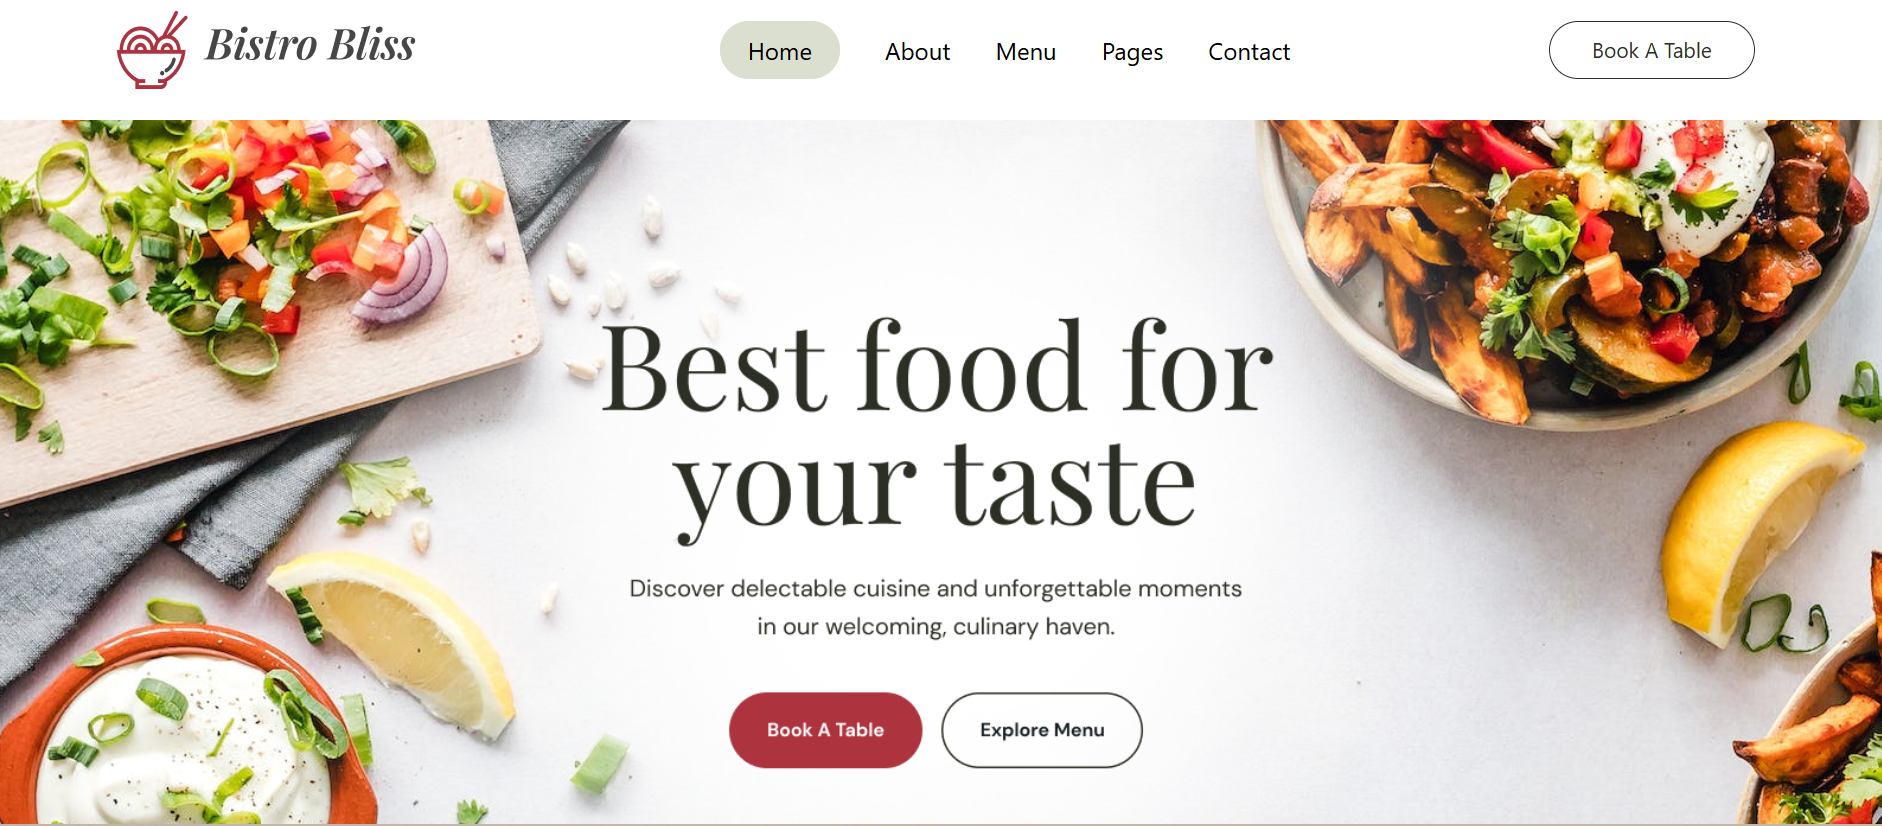 Bistro Bliss
Home
About
Menu
Pages
Contact
Book A Table
Best food for
your taste
Discover delectable cuisine and unforgettable moments
in our welcoming, culinary haven.
Book A Table
Explore Menu